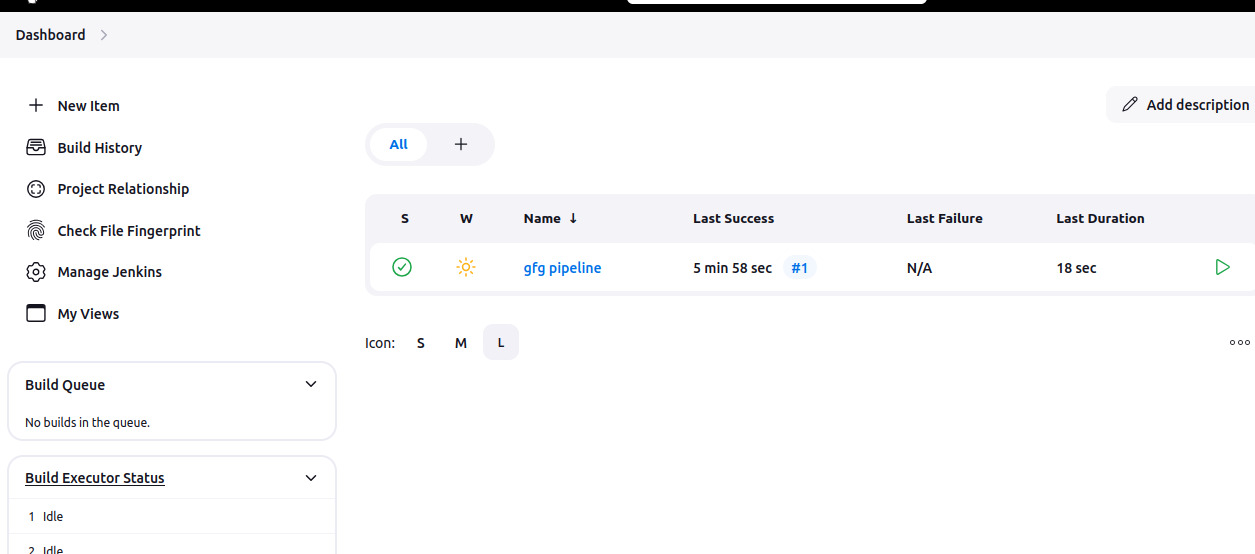 Dashboard
New Item
Build History
Project Relationship
Check File Fingerprint
Manage Jenkins
My Views
Build Queue
No builds in the queue.
Build Executor Status
1 Idle
2 Idle
Add description
All +
S W Name ↓ Last Success Last Failure Last Duration
gfg pipeline 5 min 58 sec #1 N/A 18 sec
Icon: S M L